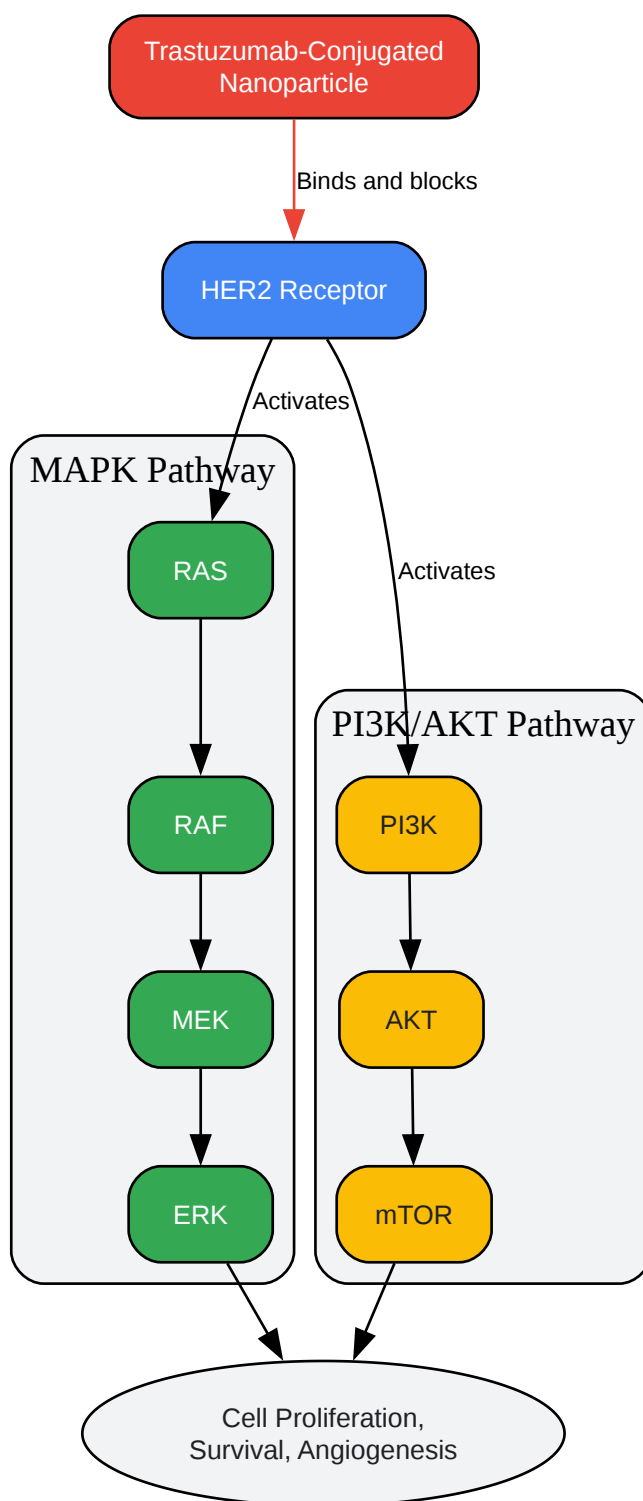 Trastuzumab-Conjugated
Nanoparticle
Binds and blocks
HER2 Receptor
Activates
MAPK Pathway
RAS
Activates
PI3K/AKT Pathway
RAF
PI3K
MEK
AKT
ERK
mTOR
Cell Proliferation,
Survival, Angiogenesis